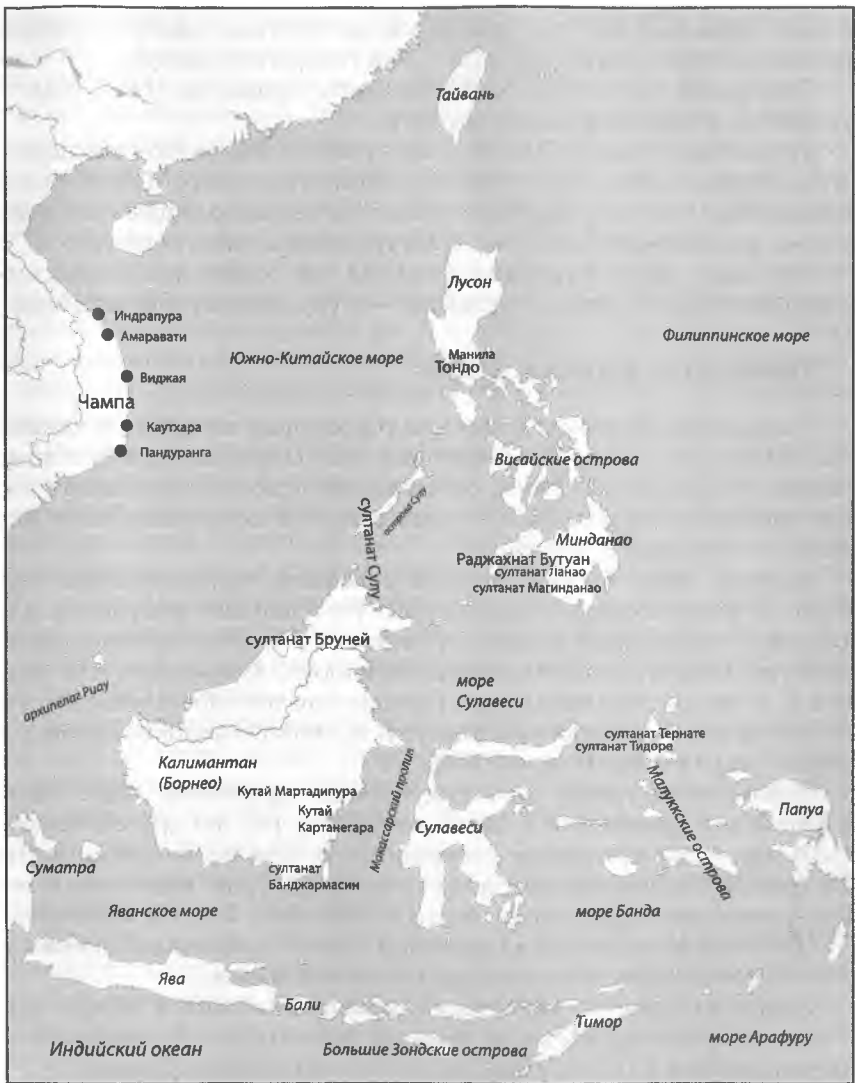 Тайвань
Лусон
Индрапура
Амаравати
Филиппинское море
Южно-Китайское море
Манила
Тондо
Виджая
Чампа
Каутхара
Пандуранга
Висайские острова
острова Сулу
султанат Сулу
Минданао
Раджахнат Бутуан
султанат Ланао
султанат Магинданао
султанат Бруней
архипелаг Риау
море
Сулавеси
султанат Тернате
султанат Тидоре
Калимантан
(Борнео)
Кутай Мартадипура
Кутай
Картанегара
Макассарский пролив
Сулавеси
Малуккские острова
Папуа
Суматра
султанат
Банджармасин
Яванское море
море Банда
Ява
Бали
Тимор
море Арафуру
Индийский океан
Большие Зондские острова